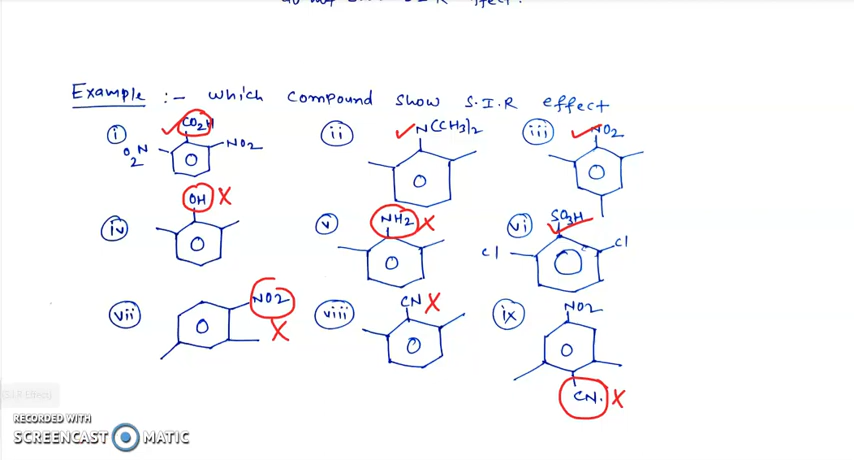 Example :- which compound show S.I.R effect
i CO2H O2N NO2
ii N(CH3)2
iii NO2
iv OH X
v NH2 X
vi SO3H Cl Cl
vii NO2 X
viii CN X
ix NO2 CN. X
(S.I.R Effect)
RECORDED WITH
SCREENCAST MATIC